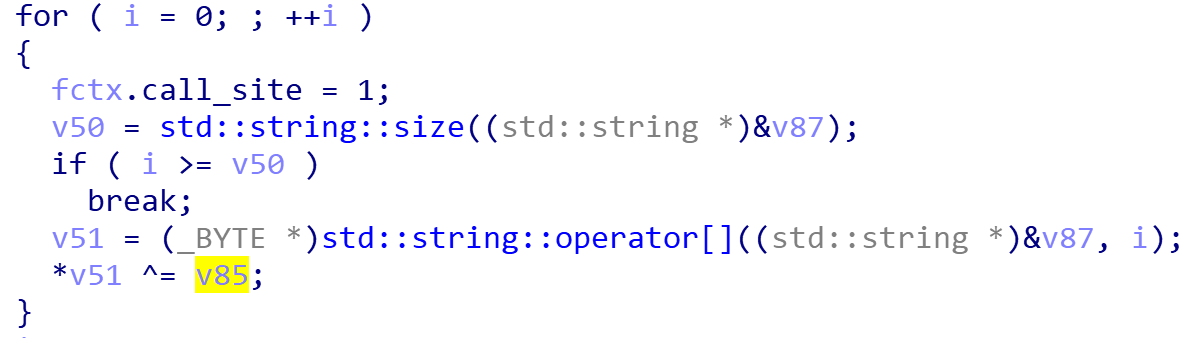 for ( i = 0; ; ++i )
{
fctx.call_site = 1;
v50 = std::string::size((std::string *)&v87);
if ( i >= v50 )
break;
v51 = (_BYTE *)std::string::operator[]((std::string *)&v87, i);
*v51 ^= v85;
}